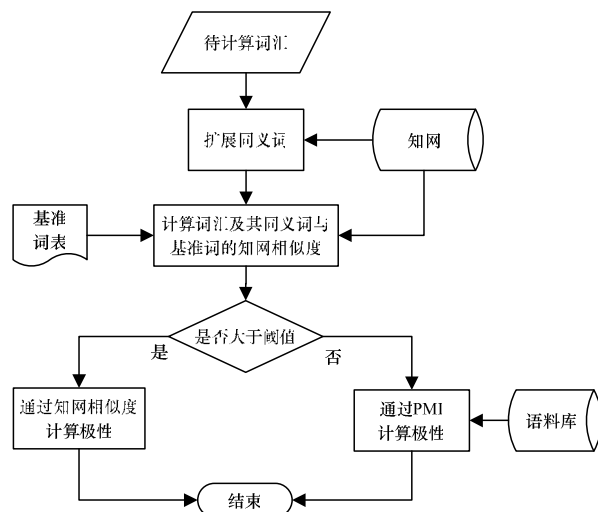 待计算词汇
扩展同义词
知网
基准
词表
计算词汇及其同义词与
基准词的知网相似度
是否大于阈值
是
否
通过知网相似度
计算极性
通过PMI
计算极性
语料库
结束